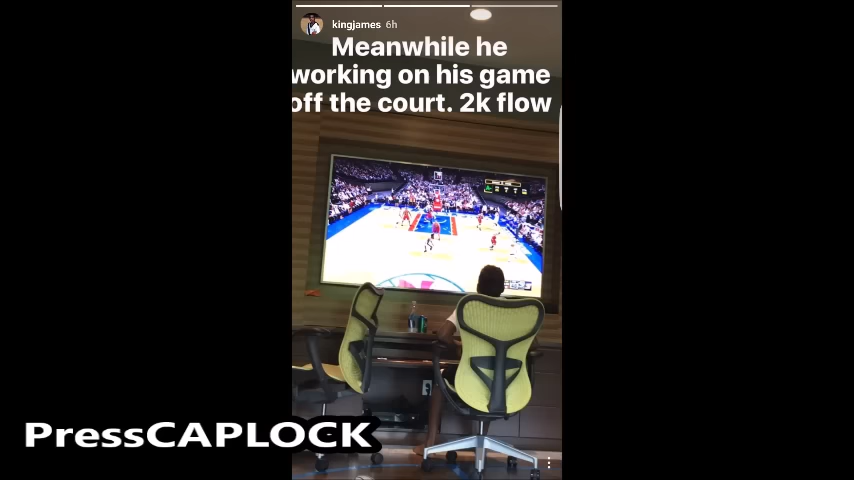 kingjames 6h
Meanwhile he
working on his game
off the court. 2k flow
PressCAPLOCK